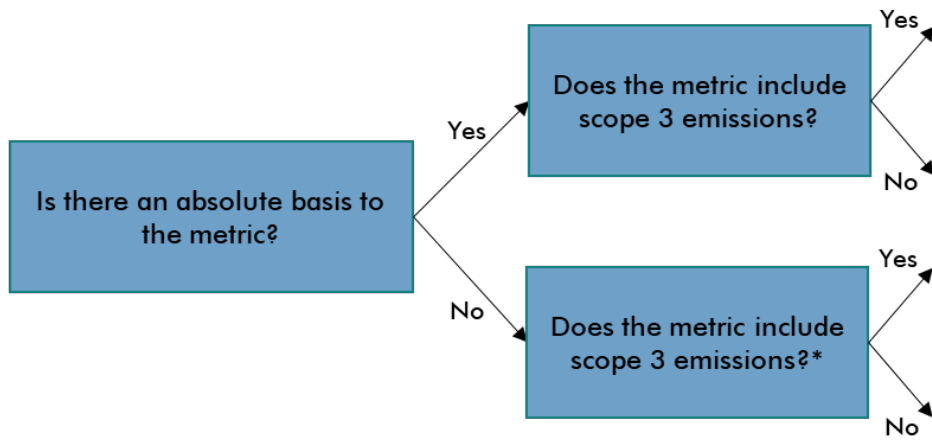 Yes
Does the metric include
scope 3 emissions?
Yes
No
Is there an absolute basis to
the metric?
Yes
No
Does the metric include
scope 3 emissions?*
No